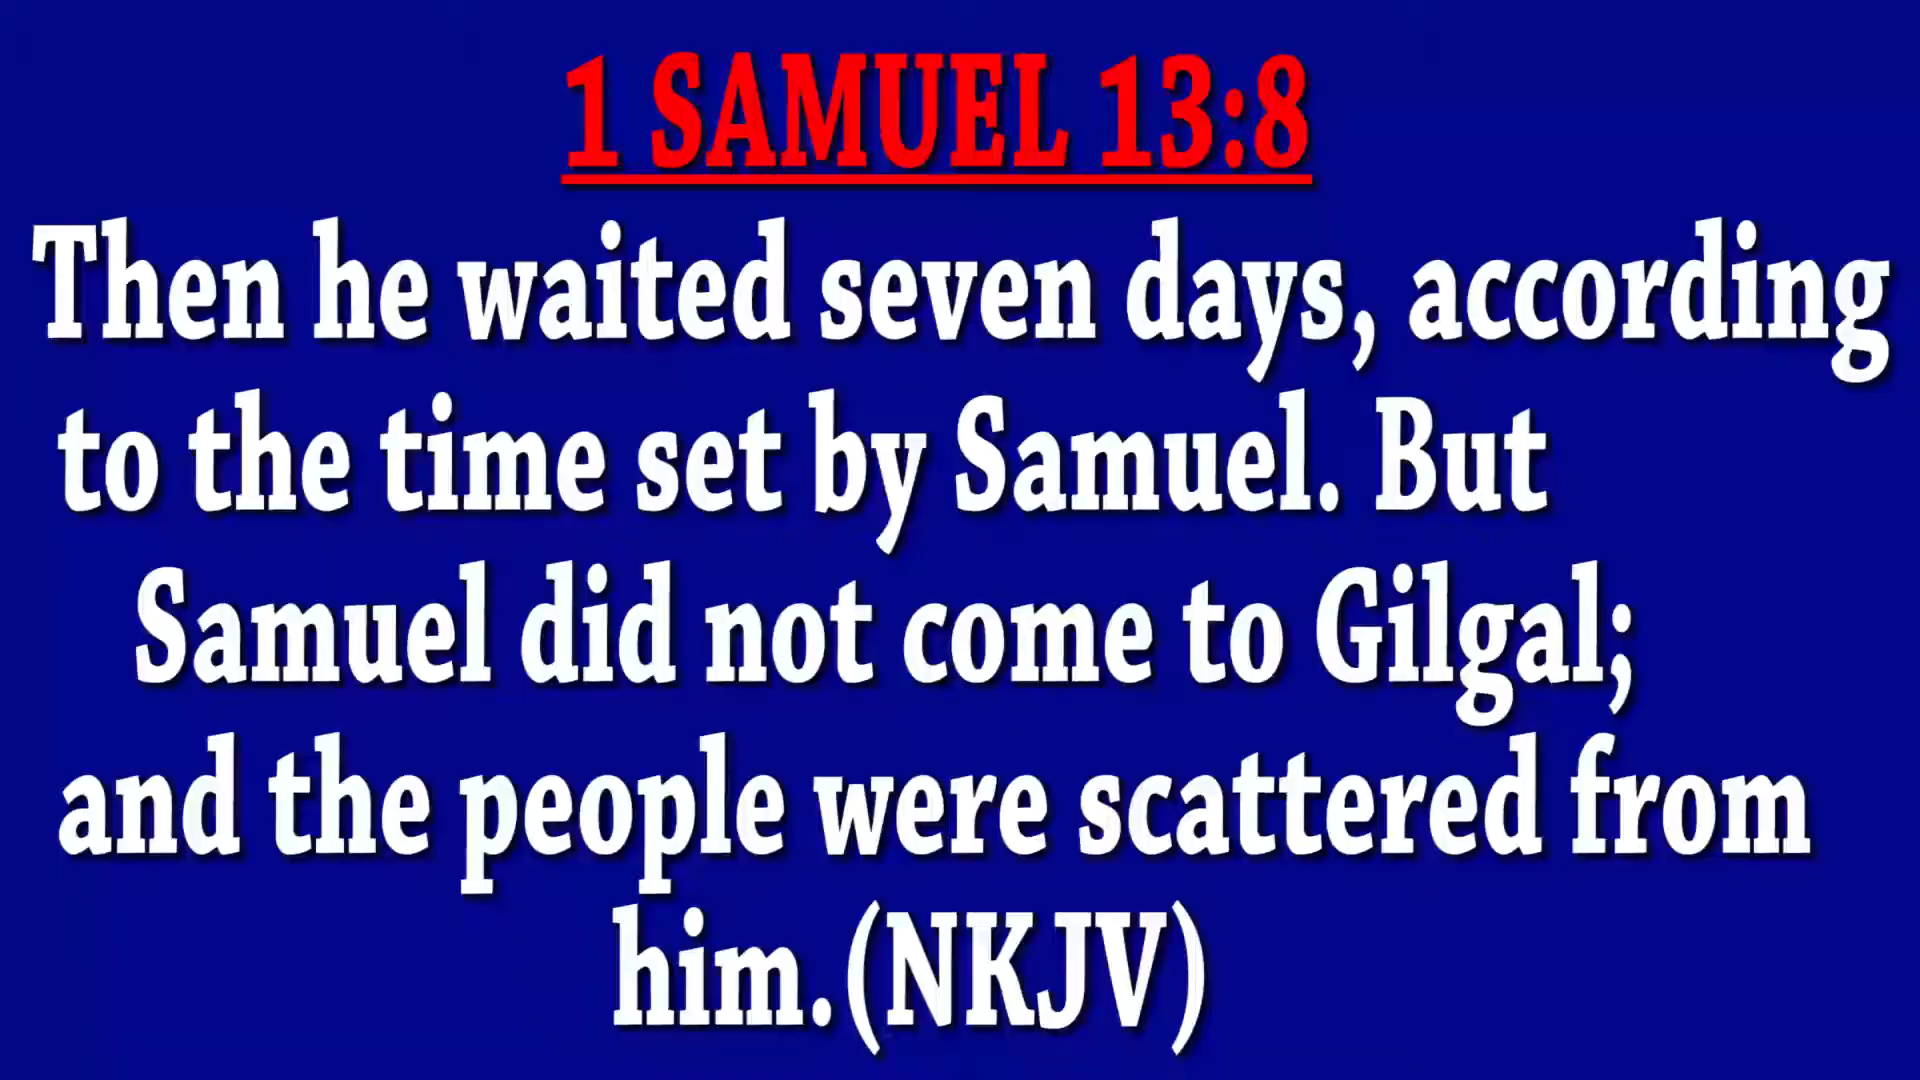 1 SAMUEL 13:8
Then he waited seven days, according
to the time set by Samuel. But
Samuel did not come to Gilgal;
and the people were scattered from
him.(NKJV)